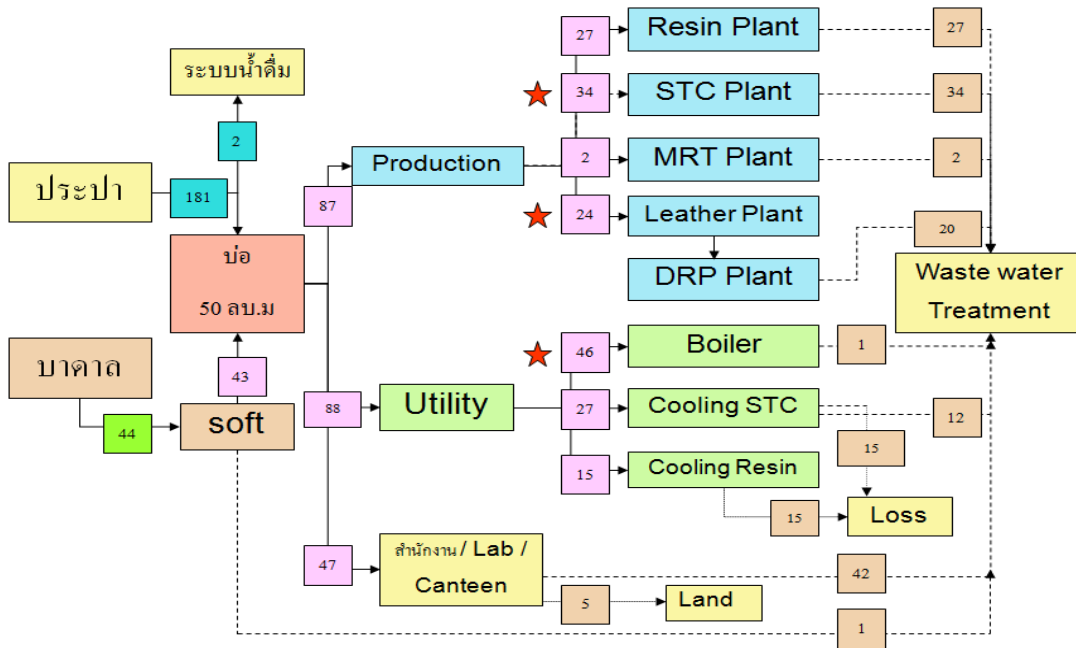 27
Resin Plant
27
ระบบน้ำดื่ม
34
STC Plant
34
2
Production
2
MRT Plant
2
ประปา
181
87
24
Leather Plant
20
บ่อ
50 ลบ.ม
DRP Plant
Waste water
Treatment
บาดาล
43
46
Boiler
1
44
soft
88
Utility
27
Cooling STC
12
15
15
Cooling Resin
15
Loss
47
สำนักงาน / Lab /
Canteen
42
5
Land
1